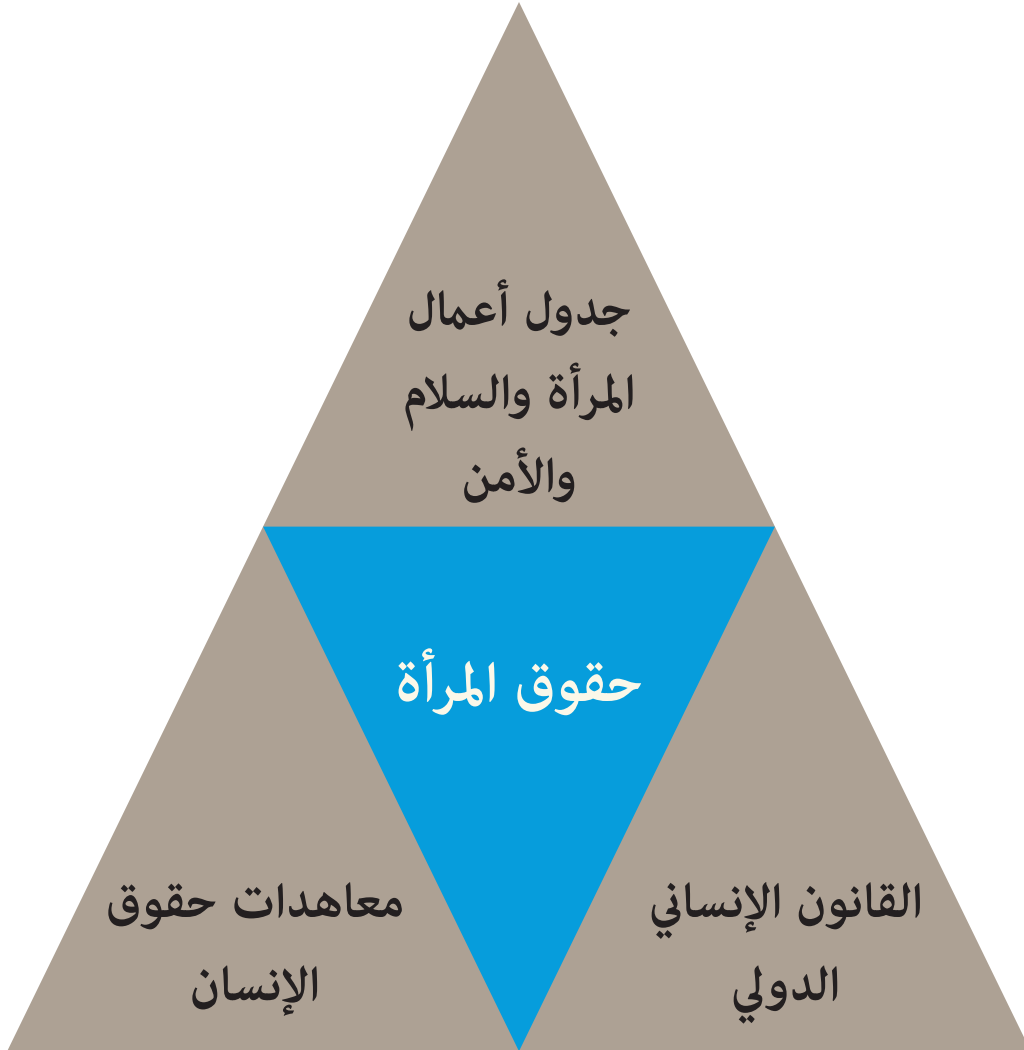 جدول أعمال
المرأة والسلام
والأمن
حقوق المرأة
القانون الإنساني
الدولي
معاهدات حقوق
الإنسان